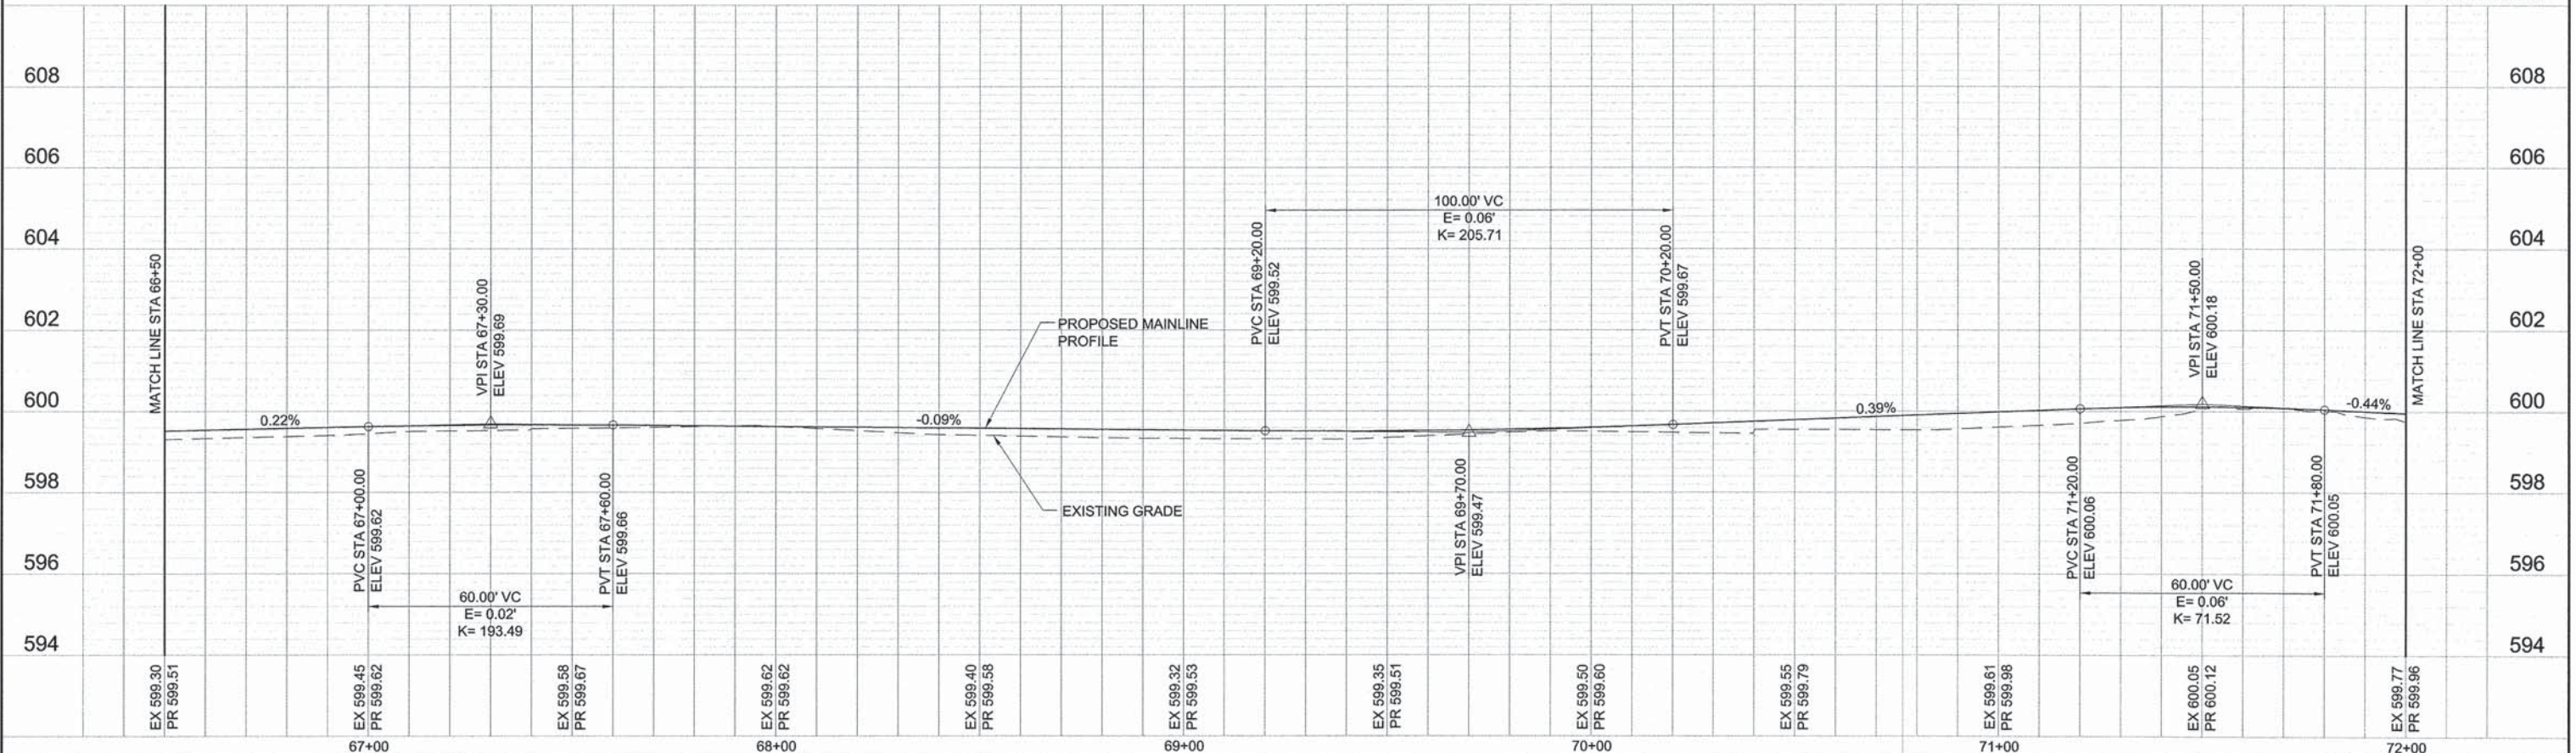 608
606
604
602
600
598
596
594
608
606
604
602
600
598
596
594
MATCH LINE STA 66+50
0.22%
PVC STA 67+00.00
ELEV 599.62
VPI STA 67+30.00
ELEV 599.69
PVT STA 67+60.00
ELEV 599.66
60.00' VC
E= 0.02'
K= 193.49
-0.09%
PROPOSED MAINLINE
PROFILE
EXISTING GRADE
PVC STA 69+20.00
ELEV 599.52
100.00' VC
E= 0.06'
K= 205.71
VPI STA 69+70.00
ELEV 599.47
PVT STA 70+20.00
ELEV 599.67
0.39%
PVC STA 71+20.00
ELEV 600.06
VPI STA 71+50.00
ELEV 600.18
PVT STA 71+80.00
ELEV 600.05
60.00' VC
E= 0.06'
K= 71.52
-0.44%
MATCH LINE STA 72+00
EX 599.30
PR 599.51
EX 599.45
PR 599.62
EX 599.58
PR 599.67
EX 599.62
PR 599.62
EX 599.40
PR 599.58
EX 599.32
PR 599.53
EX 599.35
PR 599.51
EX 599.50
PR 599.60
EX 599.55
PR 599.79
EX 599.61
PR 599.98
EX 600.05
PR 600.12
EX 599.77
PR 599.96
67+00
68+00
69+00
70+00
71+00
72+00